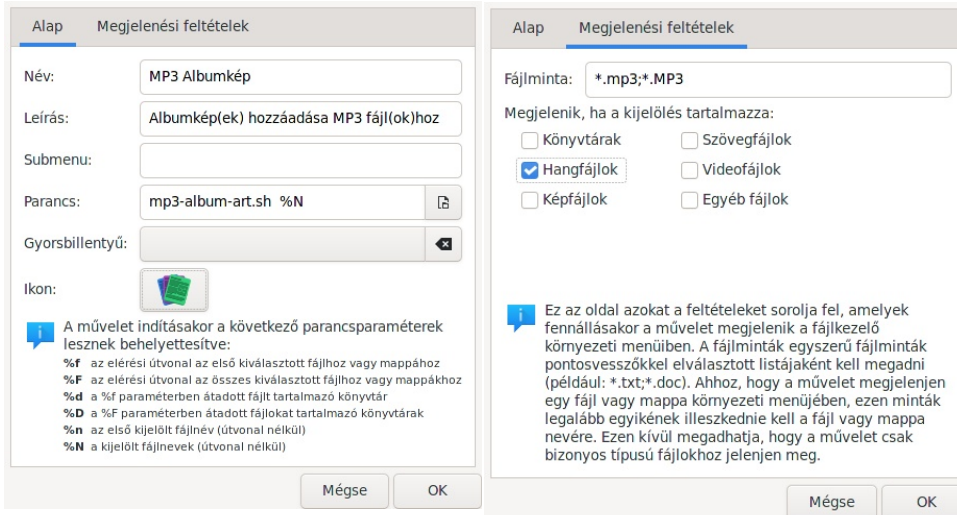 Alap Megjelenési feltételek
Név: MP3 Albumkép
Leírás: Albumkép(ek) hozzáadása MP3 fájl(ok)hoz
Submenu:
Parancs: mp3-album-art.sh %N
Gyorsbillentyű:
Ikon:
A művelet indításakor a következő parancsparaméterek
lesznek behelyettesítve:
%f az elérési útvonal az első kiválasztott fájlhoz vagy mappához
%F az elérési útvonal az összes kiválasztott fájlhoz vagy mappákhoz
%d a %f paraméterben átadott fájlt tartalmazó könyvtár
%D a %F paraméterben átadott fájlokat tartalmazó könyvtárak
%n az első kijelölt fájlnév (útvonal nélkül)
%N a kijelölt fájlnevek (útvonal nélkül)
Mégse OK
Alap Megjelenési feltételek
Fájlminta: *.mp3;*.MP3
Megjelenik, ha a kijelölés tartalmazza:
Könyvtárak Szövegfájlok
Hangfájlok Videofájlok
Képfájlok Egyéb fájlok
Ez az oldal azokat a feltételeket sorolja fel, amelyek
fennállásakor a művelet megjelenik a fájlkezelő
környezeti menüiben. A fájlminták egyszerű fájlminták
pontosvesszőkkel elválasztott listájaként kell megadni
(például: *.txt;*.doc). Ahhoz, hogy a művelet megjelenjen
egy fájl vagy mappa környezeti menüjében, ezen minták
legalább egyikének illeszkednie kell a fájl vagy mappa
nevére. Ezen kívül megadhatja, hogy a művelet csak
bizonyos típusú fájlokhoz jelenjen meg.
Mégse OK